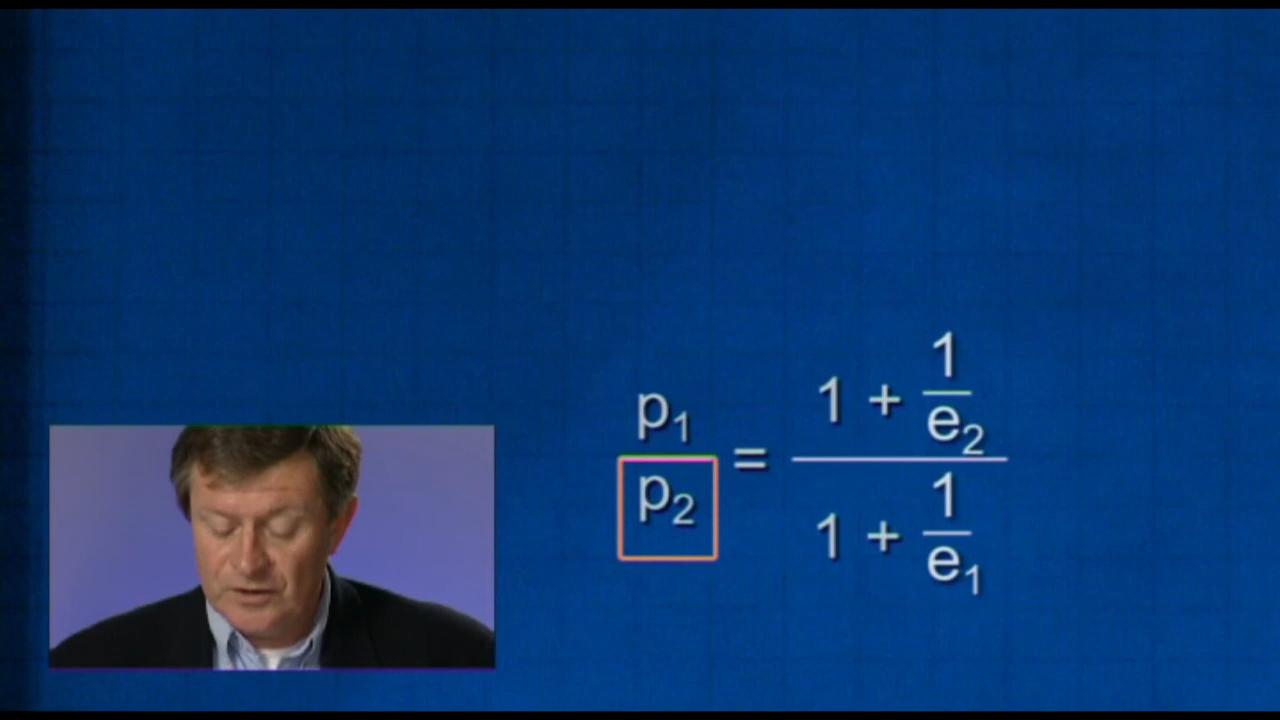 p₁/p₂ = (1 + 1/e₂)/(1 + 1/e₁)